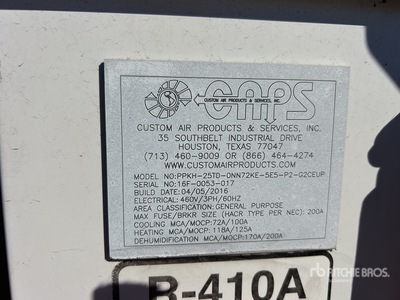 CAPS
CUSTOM AIR PRODUCTS & SERVICES, INC.
CUSTOM AIR PRODUCTS & SERVICES, INC.
35 SOUTHBELT INDUSTRIAL DRIVE
HOUSTON, TEXAS 77047
(713) 460-9009 OR (866) 464-4274
WWW.CUSTOMAIRPRODUCTS.COM
MODEL NO:PPKH-25TD-ONN72KE-5E5-P2-G2CEUP
SERIAL NO:16F-0053-017
BUILD DATE: 04/05/2016
ELECTRICAL: 460V/3PH/60HZ
AREA CLASSIFICATION: GENERAL PURPOSE
MAX FUSE/BRKR SIZE (HACR TYPE PER NEC): 200A
COOLING MCA/MOCP: 72A/100A
HEATING MCA/MOCP: 118A/125A
DEHUMIDIFICATION MCA/MOCP:170A/200A
R-410A
rb RITCHIE BROS.